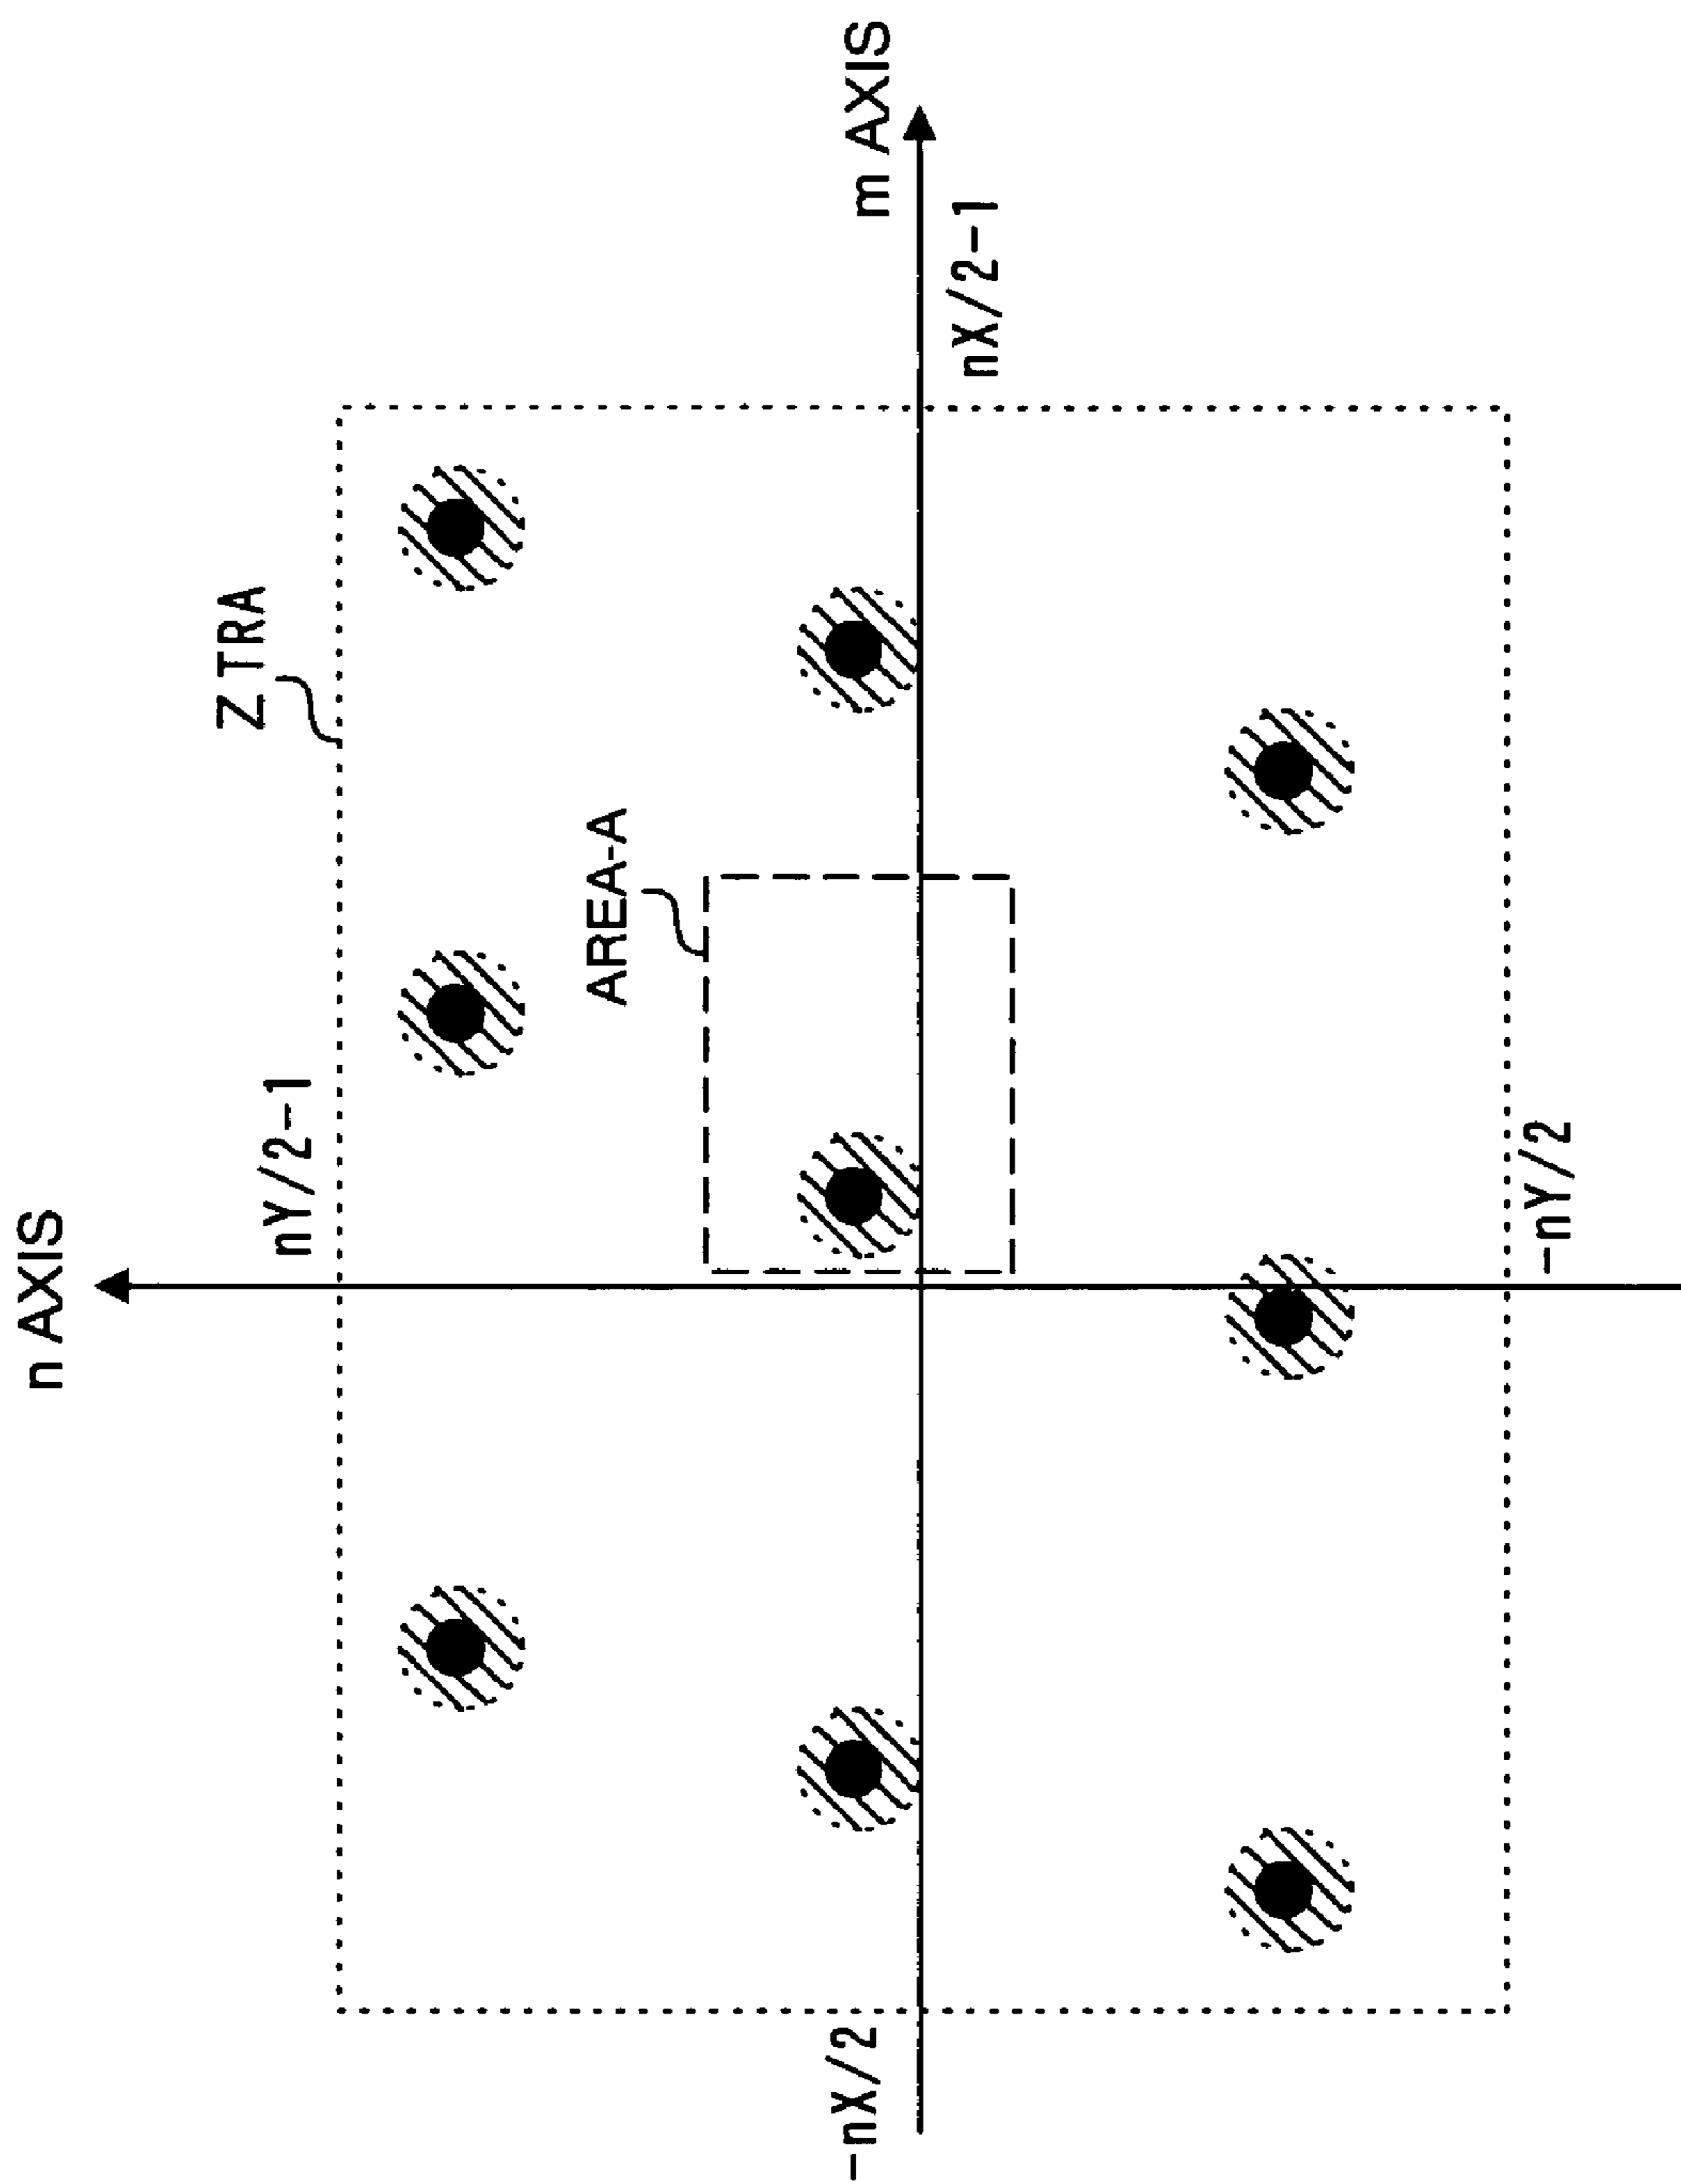 n AXIS
nY/2-1
Z TRA
AREA-A
m AXIS
nX/2-1
-nX/2
-nY/2